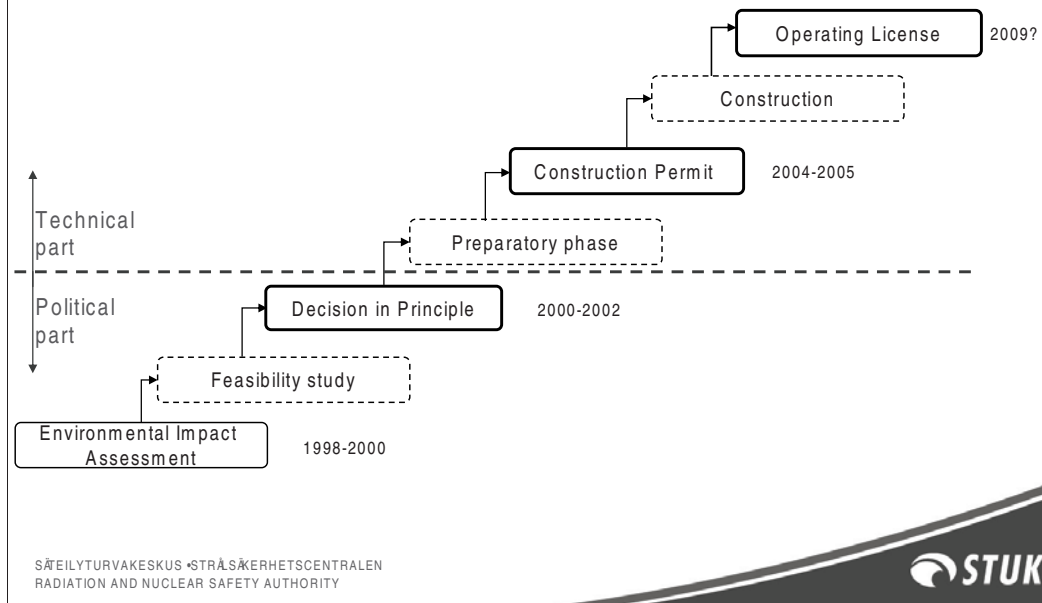 Operating License 2009?
Construction
Construction Permit 2004-2005
Technical
part
Preparatory phase
Political
part
Decision in Principle 2000-2002
Feasibility study
Environmental Impact
Assessment
1998-2000
SÄTEILYTURVAKESKUS •STRÅLSÄKERHETSCENTRALEN
RADIATION AND NUCLEAR SAFETY AUTHORITY
STUK